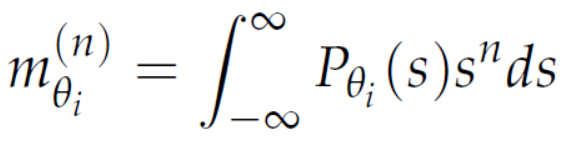 $m_{\theta_i}^{(n)} = \int_{-\infty}^{\infty} P_{\theta_i}(s) s^n ds$